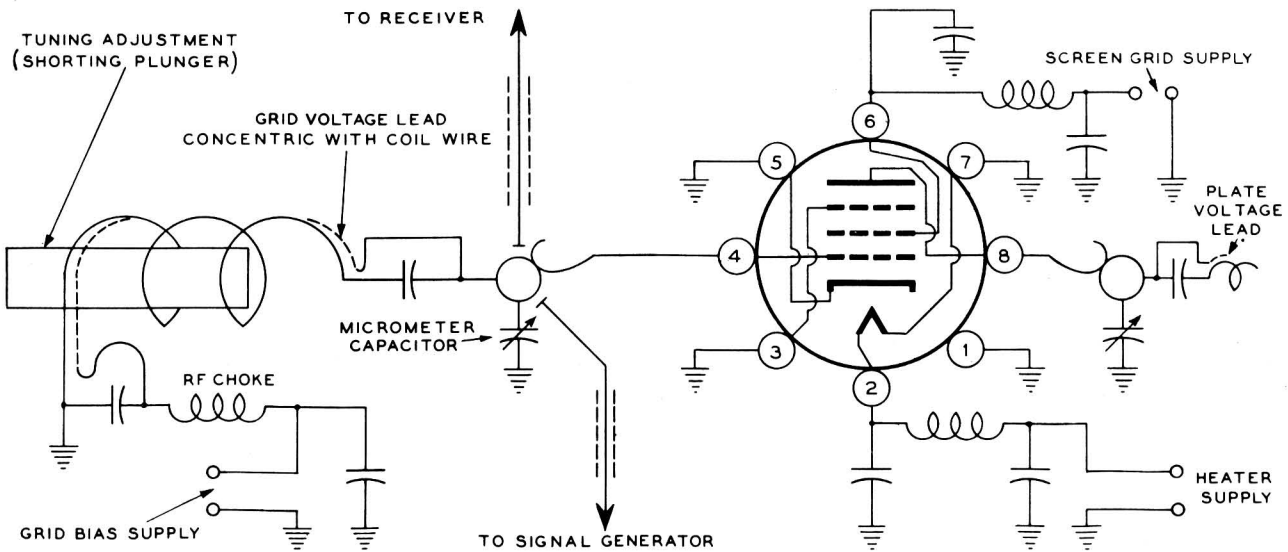 TO RECEIVER
TUNING ADJUSTMENT
(SHORTING PLUNGER)
GRID VOLTAGE LEAD
CONCENTRIC WITH COIL WIRE
SCREEN GRID SUPPLY
6
5
7
PLATE
VOLTAGE
LEAD
4
8
MICROMETER
CAPACITOR
3
1
2
RF CHOKE
GRID BIAS SUPPLY
HEATER
SUPPLY
TO SIGNAL GENERATOR